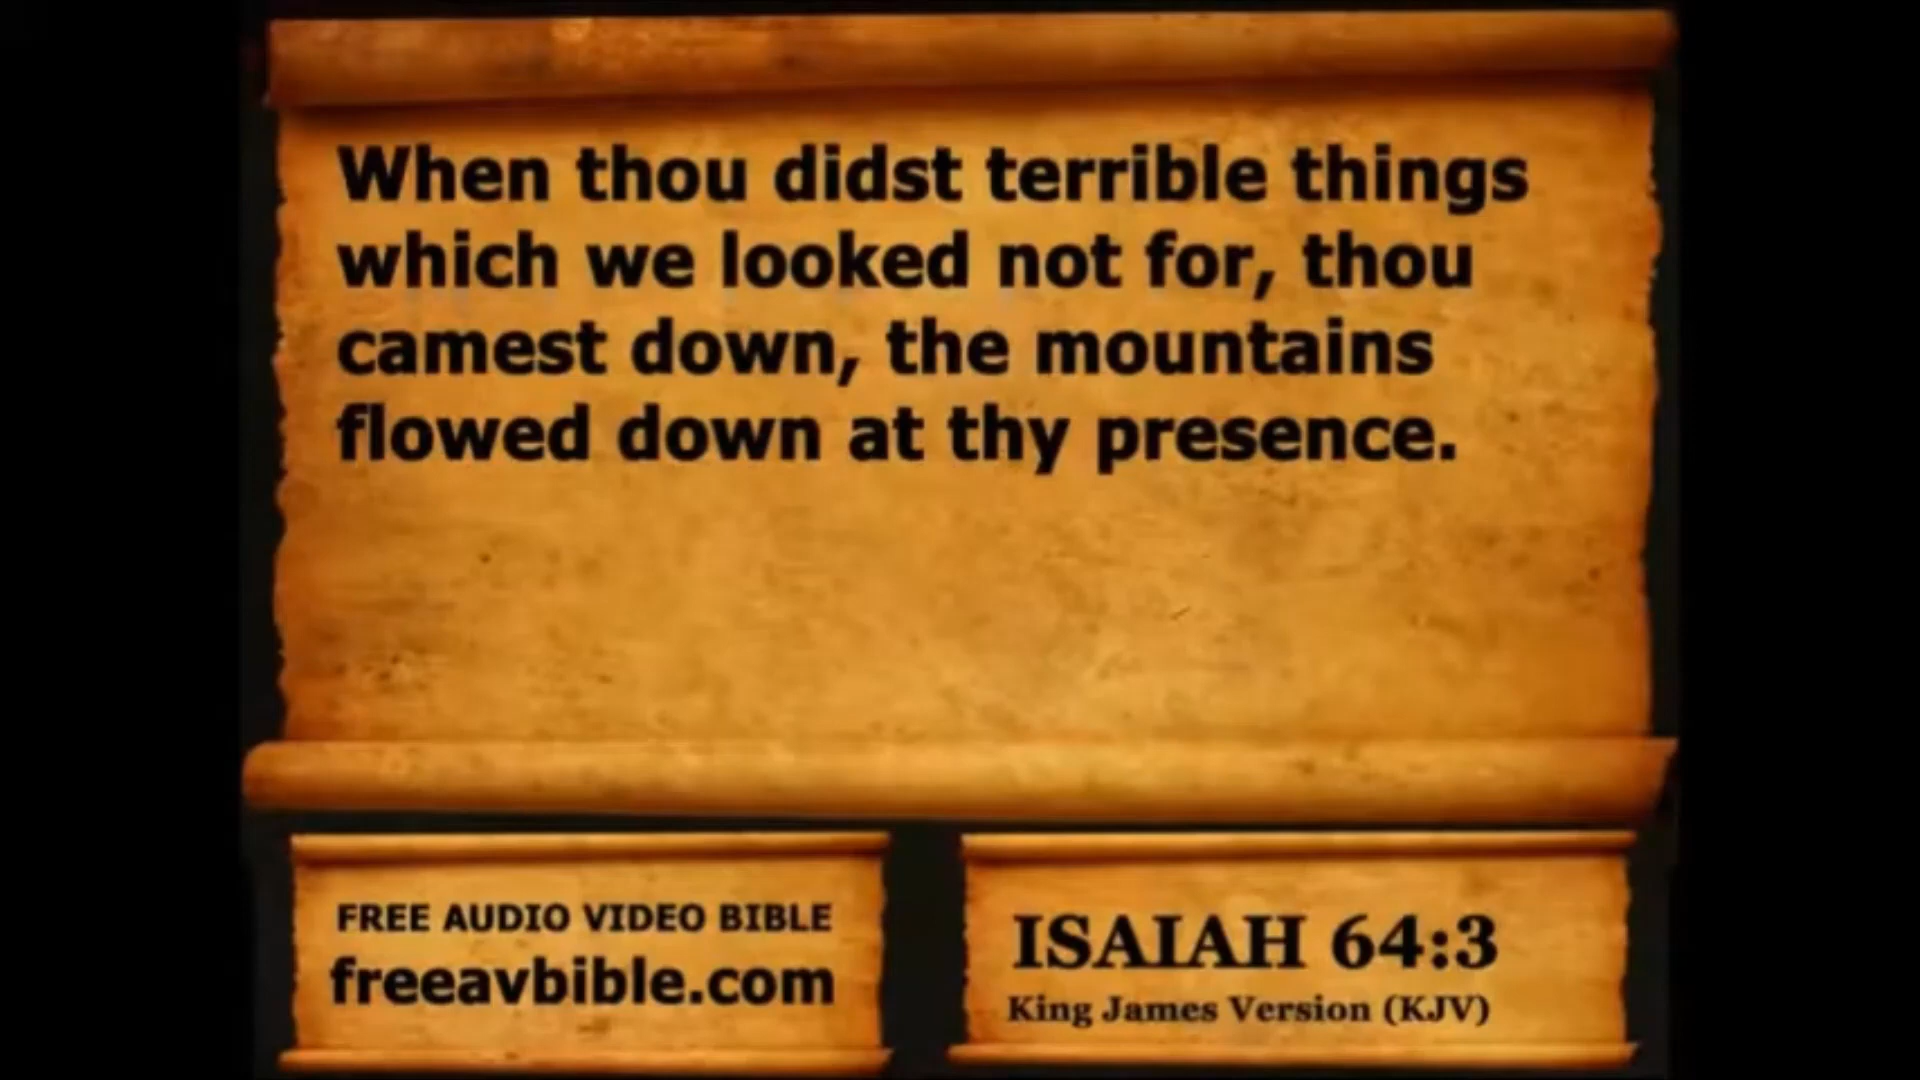 When thou didst terrible things
which we looked not for, thou
camest down, the mountains
flowed down at thy presence.
FREE AUDIO VIDEO BIBLE
freeavbible.com
ISAIAH 64:3
King James Version (KJV)